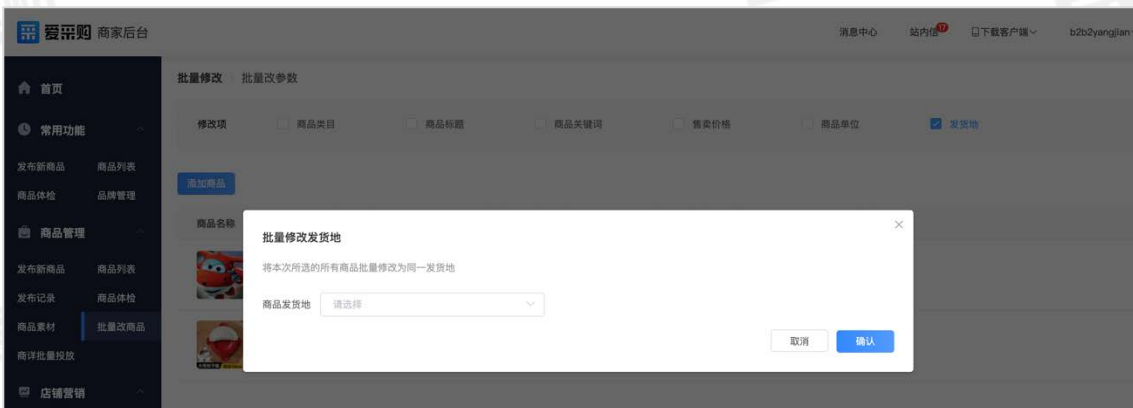 采 爱采购 商家后台 消息中心 站内信 17 下载客户端 b2b2yangjian
首页
批量修改 批量改参数
常用功能
修改项 商品类目 商品标题 商品关键词 售卖价格 商品单位 发货地
发布新商品 商品列表
商品体检 品牌管理
添加商品
商品管理
商品名称
批量修改发货地
将本次所选的所有商品批量修改为同一发货地
发布新商品 商品列表
发布记录 商品体检
商品发货地 请选择
商品素材 批量改商品
取消 确认
商详批量投放
店铺营销